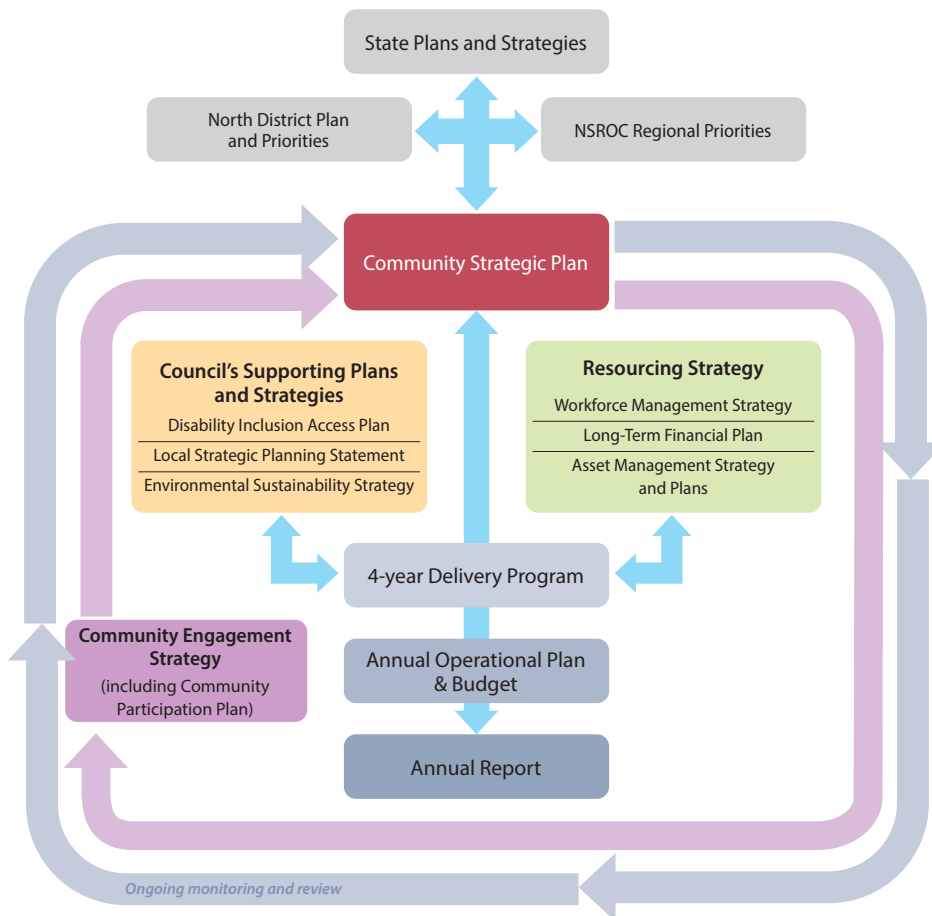 State Plans and Strategies
North District Plan
and Priorities
NSROC Regional Priorities
Community Strategic Plan
Council’s Supporting Plans
and Strategies
Disability Inclusion Access Plan
Local Strategic Planning Statement
Environmental Sustainability Strategy
Resourcing Strategy
Workforce Management Strategy
Long-Term Financial Plan
Asset Management Strategy
and Plans
4-year Delivery Program
Community Engagement
Strategy
(including Community
Participation Plan)
Annual Operational Plan
& Budget
Annual Report
Ongoing monitoring and review